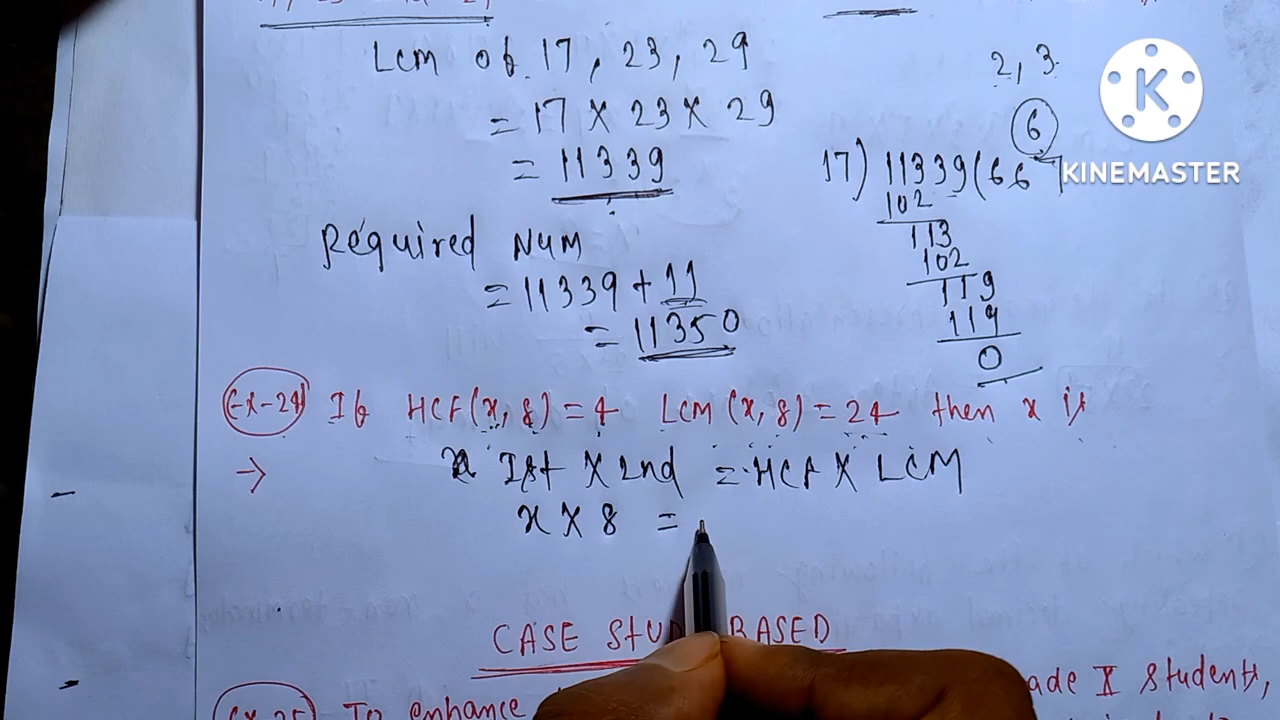 Lcm of 17, 23, 29
= 17 X 23 X 29
= 11339
Required Num
= 11339 + 11
= 11350
2, 3
6
17) 11339(667
102
113
102
119
119
0
K
KINEMASTER
Ex-24 If HCF(x, 8) = 4 LCM (x, 8) = 24 then x is
→ Ist X 2nd = HCF X LCM
x X 8 =
CASE STU BASED
Ex-25 To enhance ade X students,